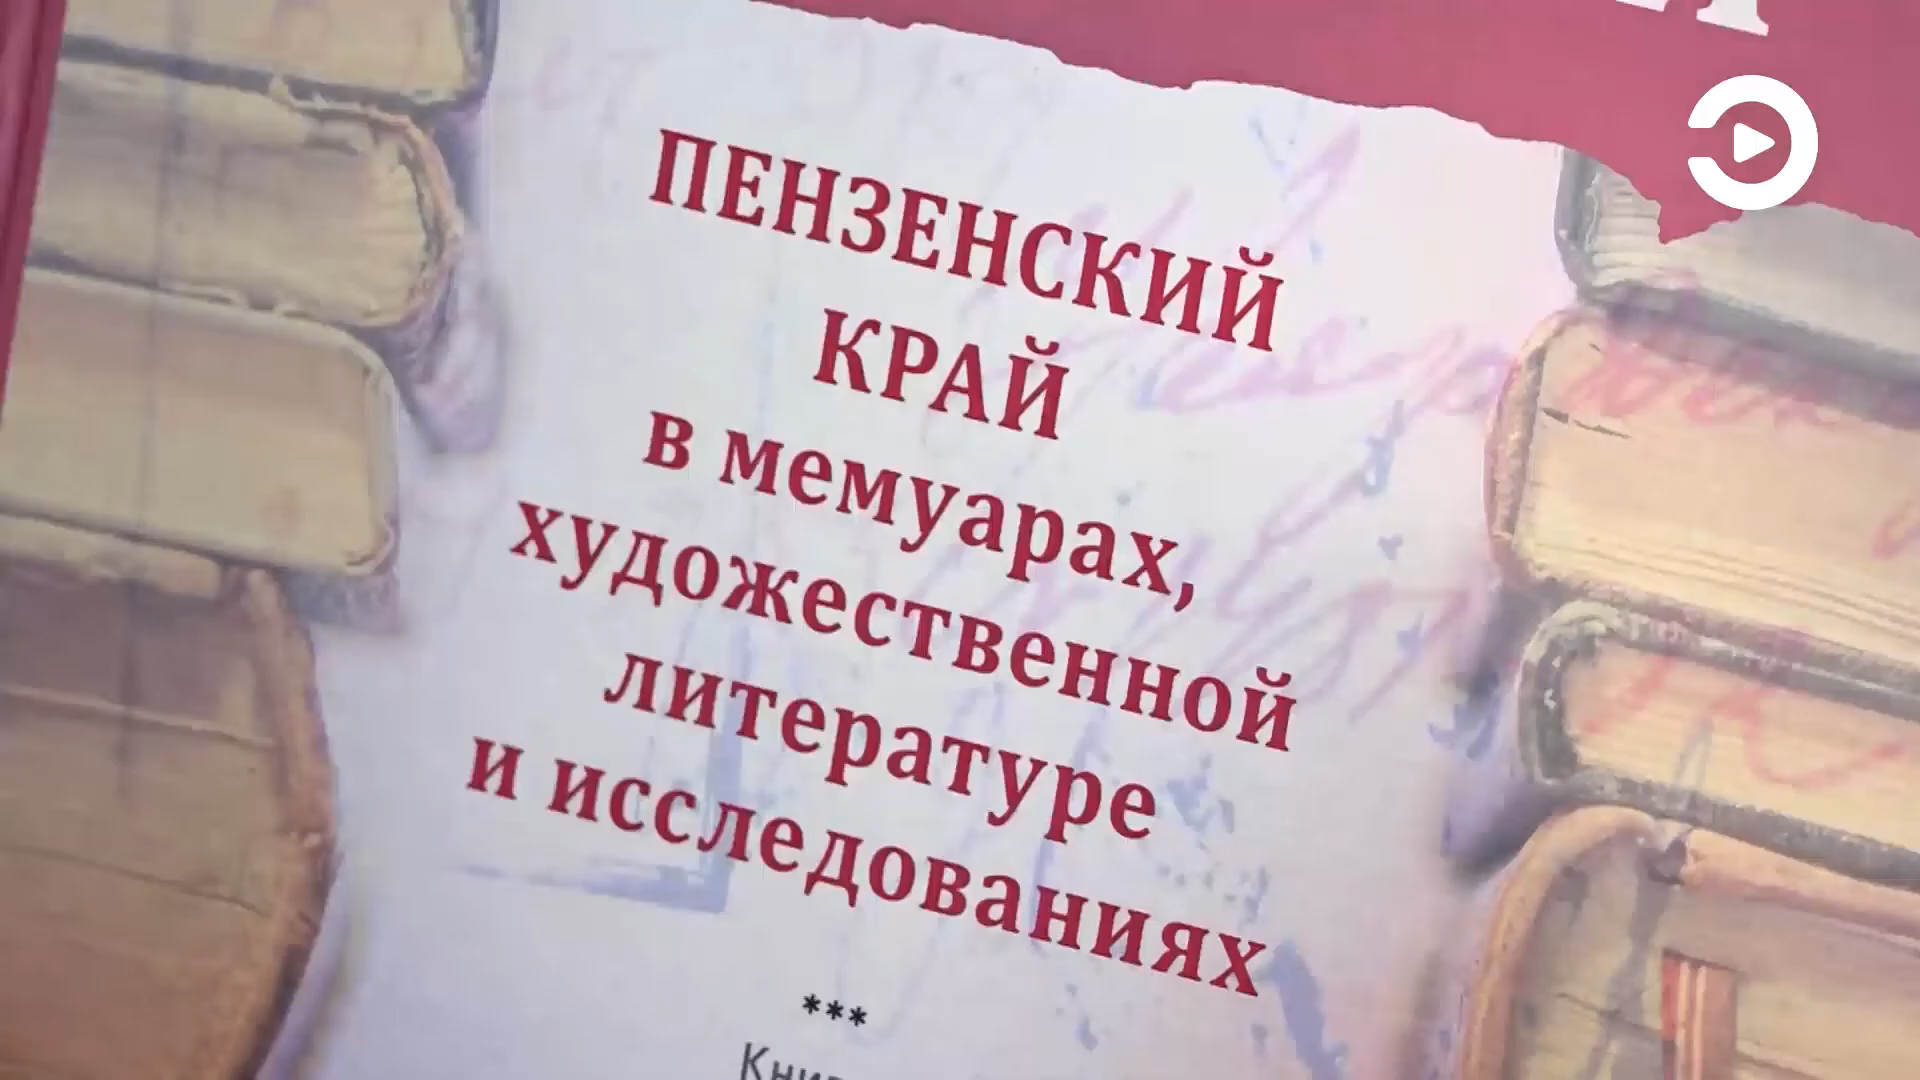 ПЕНЗЕНСКИЙ
КРАЙ
в мемуарах,
художественной
литературе
и исследованиях
***